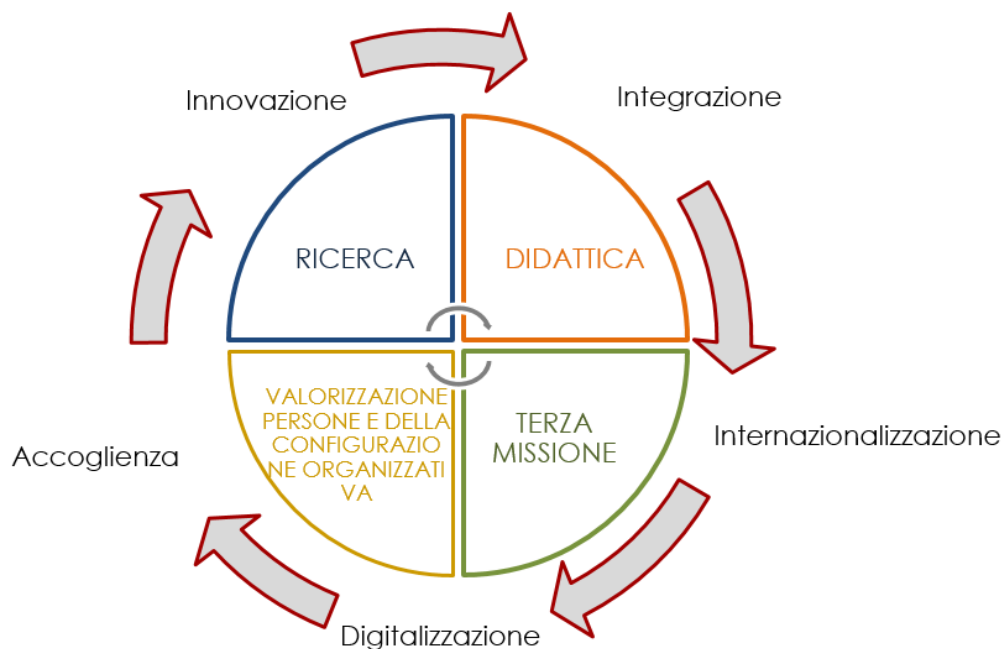 Innovazione
Integrazione
RICERCA
DIDATTICA
VALORIZZAZIONE
PERSONE E DELLA
CONFIGURAZIO
NE ORGANIZZATI
VA
TERZA
MISSIONE
Internazionalizzazione
Accoglienza
Digitalizzazione